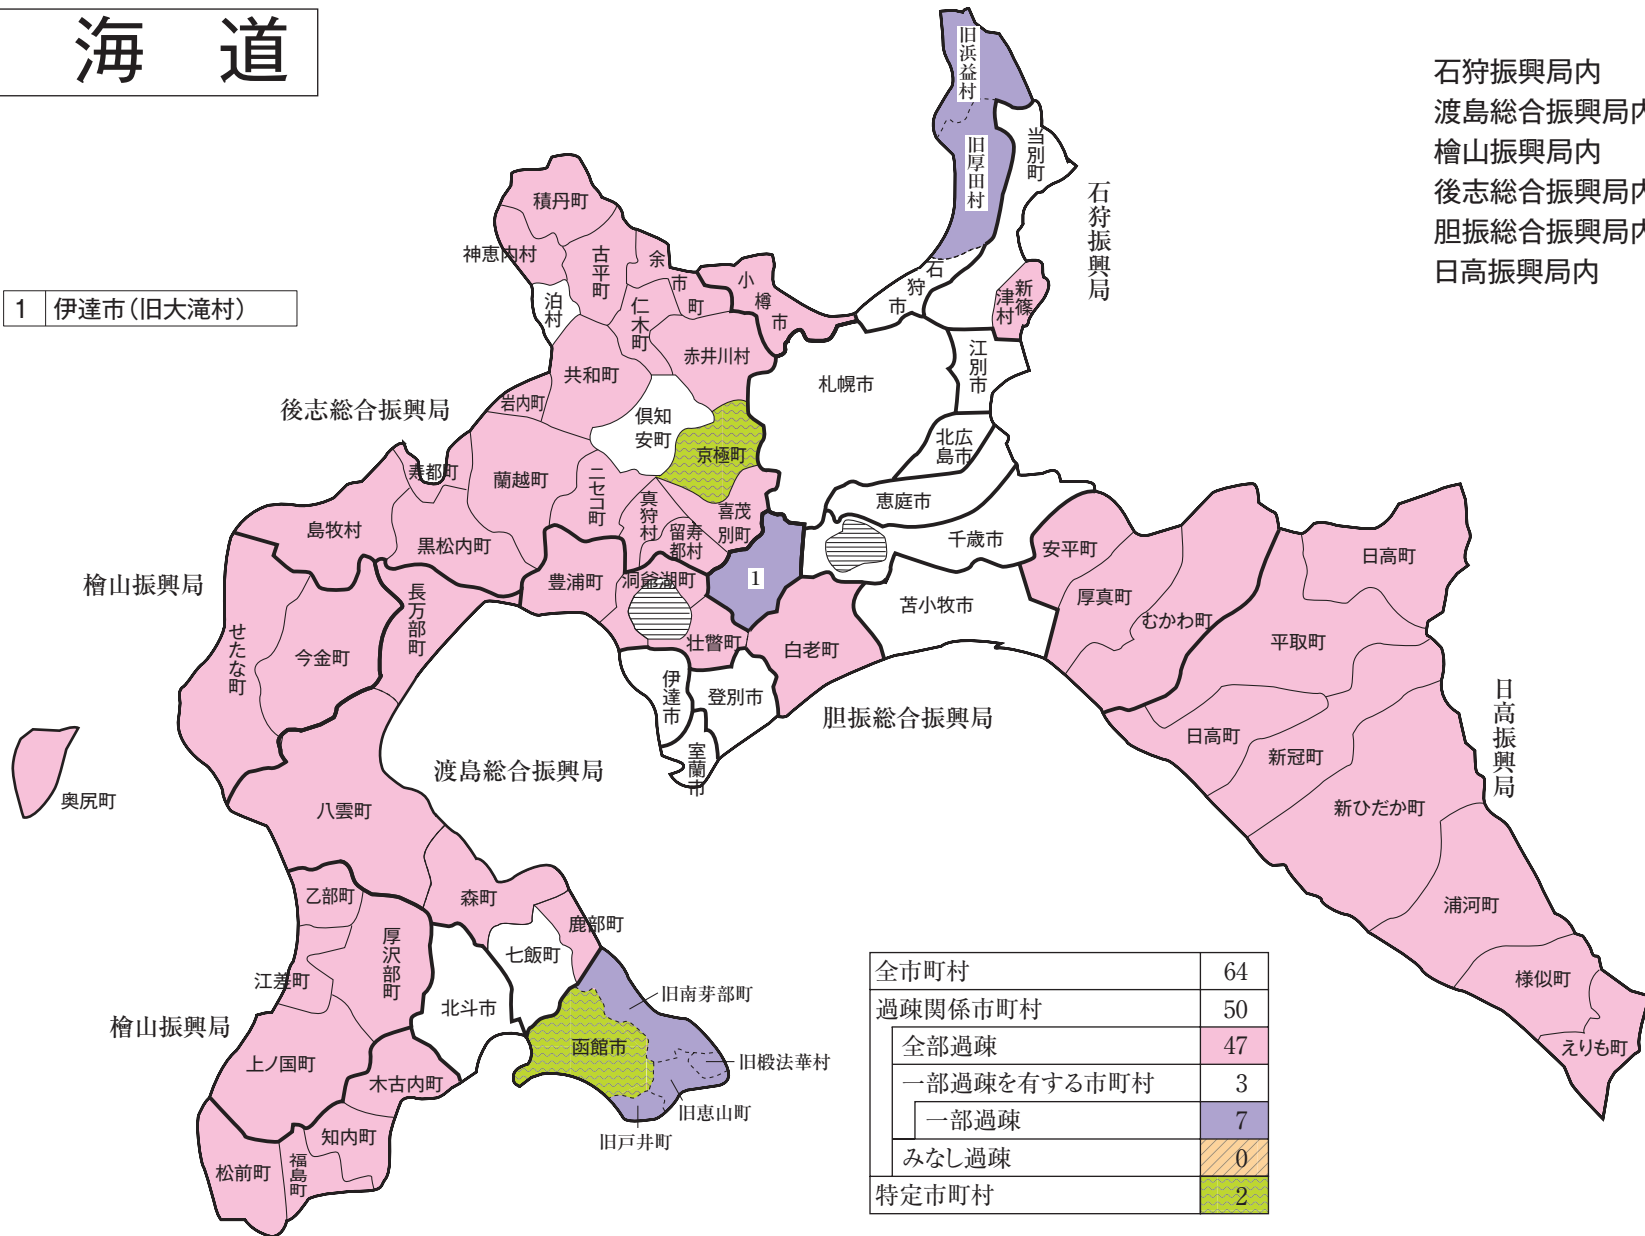 海 道
石狩振興局内
渡島総合振興局内
檜山振興局内
後志総合振興局内
胆振総合振興局内
日高振興局内
1 伊達市（旧大滝村）
旧浜益村
旧厚田村
当別町
石狩振興局
石狩市
新篠津村
江別市
札幌市
北広島市
恵庭市
千歳市
積丹町
神恵内村
古平町
余市町
小樽市
泊村
仁木町
赤井川村
共和町
岩内町
倶知安町
京極町
後志総合振興局
寿都町
蘭越町
ニセコ町
真狩村
留寿都村
喜茂別町
島牧村
黒松内町
豊浦町
洞爺湖町
1
壮瞥町
白老町
苫小牧市
安平町
厚真町
むかわ町
伊達市
登別市
室蘭市
胆振総合振興局
日高町
平取町
日高町
新冠町
新ひだか町
浦河町
様似町
えりも町
日高振興局
檜山振興局
せたな町
今金町
長万部町
奥尻町
八雲町
渡島総合振興局
森町
鹿部町
七飯町
乙部町
厚沢部町
江差町
北斗市
檜山振興局
上ノ国町
木古内町
知内町
福島町
松前町
函館市
旧南茅部町
旧椴法華村
旧恵山町
旧戸井町
全市町村 64
過疎関係市町村 50
全部過疎 47
一部過疎を有する市町村 3
一部過疎 7
みなし過疎 0
特定市町村 2